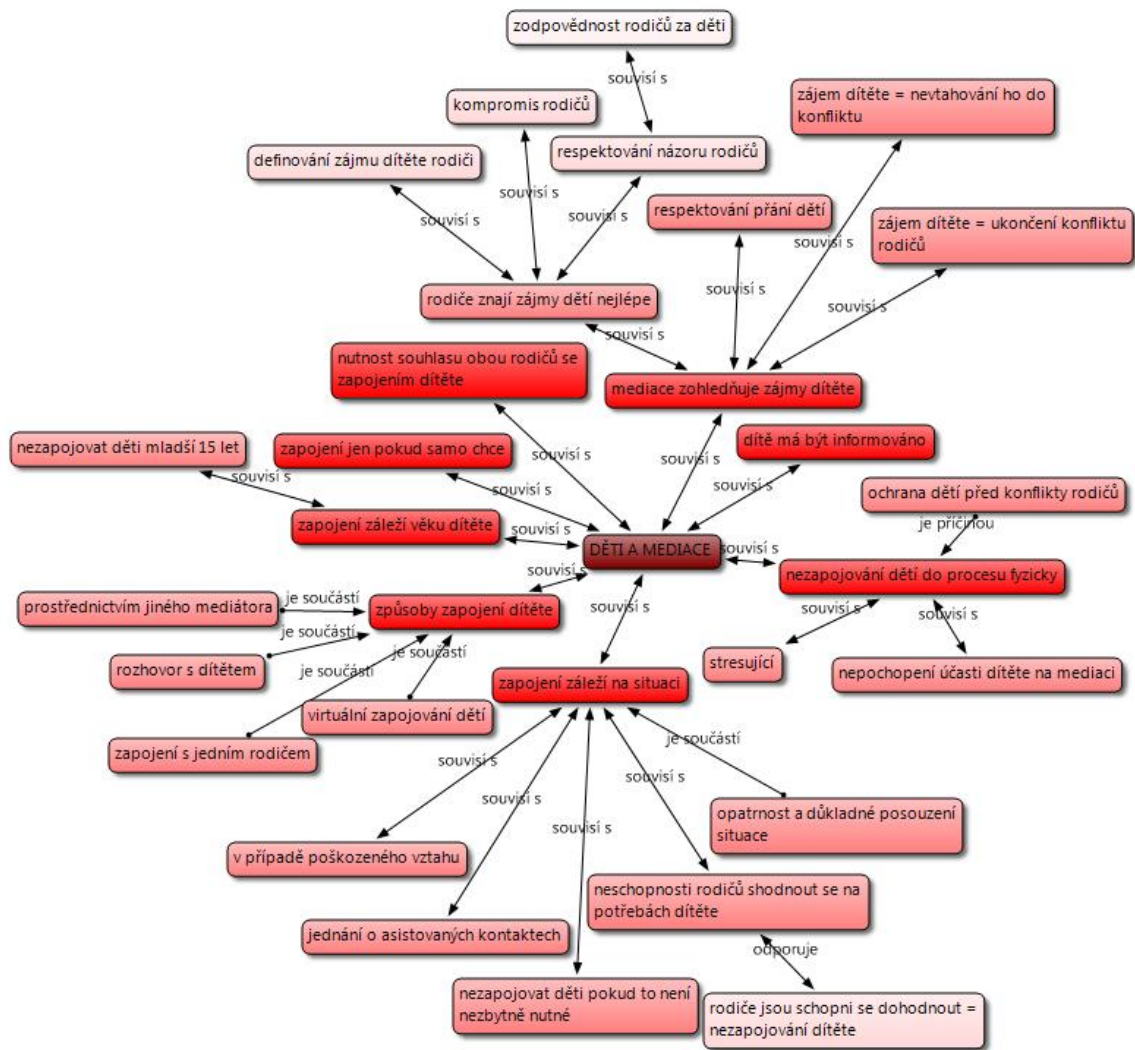 zodpovědnost rodičů za děti
souvisí s
kompromis rodičů
zájem dítěte = nevtahování ho do
konfliktu
definování zájmu dítěte rodiči
respektování názoru rodičů
souvisí s
souvisí s
souvisí s
respektování přání dětí
zájem dítěte = ukončení konfliktu
rodičů
souvisí s
souvisí s
souvisí s
rodiče znají zájmy dětí nejlépe
souvisí s
nutnost souhlasu obou rodičů se
zapojením dítěte
mediace zohledňuje zájmy dítěte
nezapojovat děti mladší 15 let
zapojení jen pokud samo chce
dítě má být informováno
souvisí s
souvisí s
souvisí s
souvisí s
souvisí s
ochrana dětí před konflikty rodičů
je příčinou
zapojení záleží věku dítěte
souvisí s
DĚTI A MEDIACE
souvisí s
nezapojování dětí do procesu fyzicky
souvisí s
prostřednictvím jiného mediátora
je součástí
způsoby zapojení dítěte
souvisí s
souvisí s
souvisí s
je součástí
rozhovor s dítětem
je součástí
je součástí
stresující
nepochopení účasti dítěte na mediaci
zapojení záleží na situaci
virtuální zapojování dětí
zapojení s jedním rodičem
je součástí
souvisí s
souvisí s
souvisí s
souvisí s
opatrnost a důkladné posouzení
situace
v případě poškozeného vztahu
neschopnosti rodičů shodnout se na
potřebách dítěte
jednání o asistovaných kontaktech
odporuje
nezapojovat děti pokud to není
nezbytně nutné
rodiče jsou schopni se dohodnout =
nezapojování dítěte